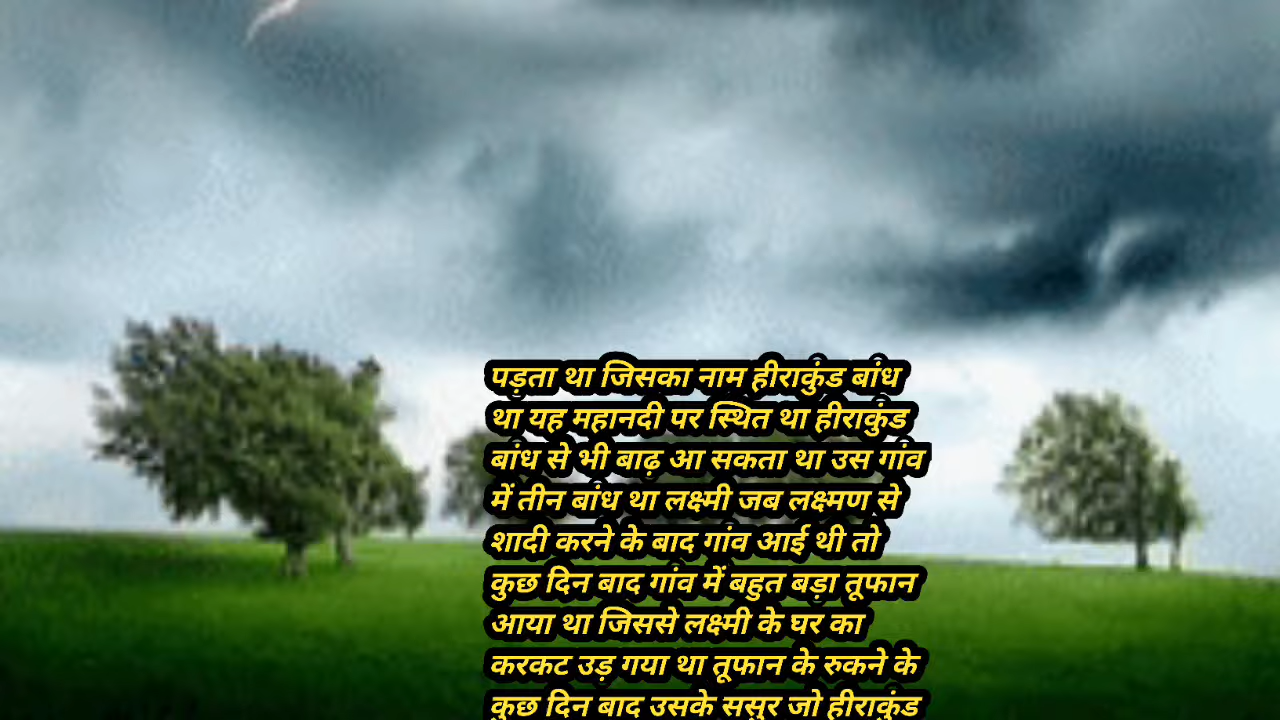 पड़ता था जिसका नाम हीराकुंड बांध
था यह महानदी पर स्थित था हीराकुंड
बांध से भी बाढ़ आ सकता था उस गांव
में तीन बांध था लक्ष्मी जब लक्ष्मण से
शादी करने के बाद गांव आई थी तो
कुछ दिन बाद गांव में बहुत बड़ा तूफान
आया था जिससे लक्ष्मी के घर का
करकट उड़ गया था तूफान के रुकने के
कुछ दिन बाद उसके ससुर जो हीराकुंड